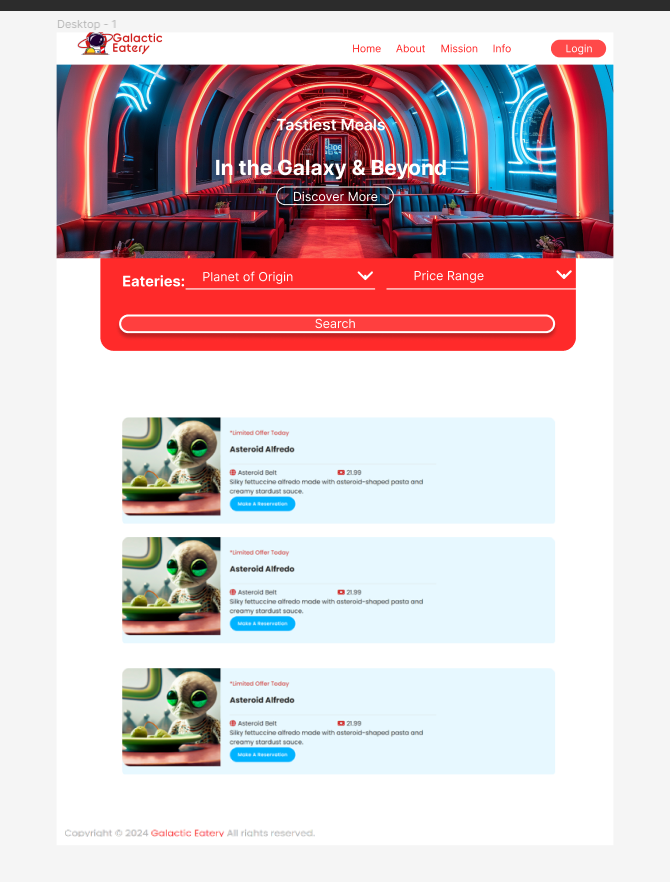 Desktop - 1
Galactic
Eatery
Home About Mission Info Login
Tastiest Meals
In the Galaxy & Beyond
Discover More
Eateries: Planet of Origin Price Range
Search
*Limited Offer Today
Asteroid Alfredo
Asteroid Belt 21.99
Silky fettuccine alfredo made with asteroid-shaped pasta and
creamy stardust sauce.
Make A Reservation
*Limited Offer Today
Asteroid Alfredo
Asteroid Belt 21.99
Silky fettuccine alfredo made with asteroid-shaped pasta and
creamy stardust sauce.
Make A Reservation
*Limited Offer Today
Asteroid Alfredo
Asteroid Belt 21.99
Silky fettuccine alfredo made with asteroid-shaped pasta and
creamy stardust sauce.
Make A Reservation
Copyright © 2024 Galactic Eatery All rights reserved.